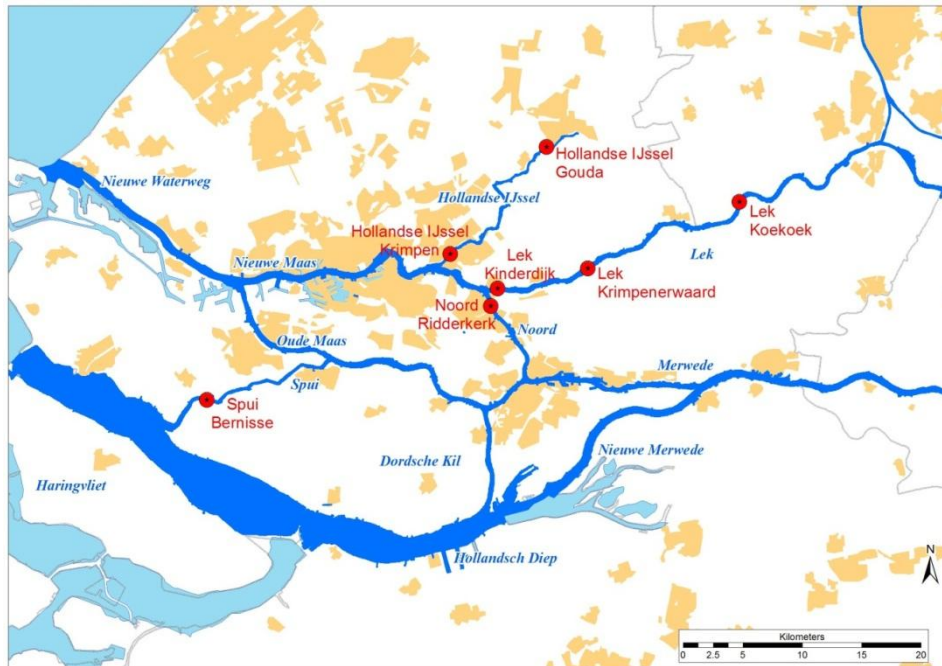 Nieuwe Waterweg
Hollandse IJssel
Gouda
Hollandse IJssel
Lek
Koekoek
Hollandse IJssel
Krimpen
Lek
Nieuwe Maas
Lek
Kinderdijk
Lek
Krimpenerwaard
Noord
Ridderkerk
Noord
Oude Maas
Merwede
Spui
Spui
Bernisse
Nieuwe Merwede
Dordsche Kil
Haringvliet
Hollandsch Diep
N
Kilometers
0 2.5 5 10 15 20